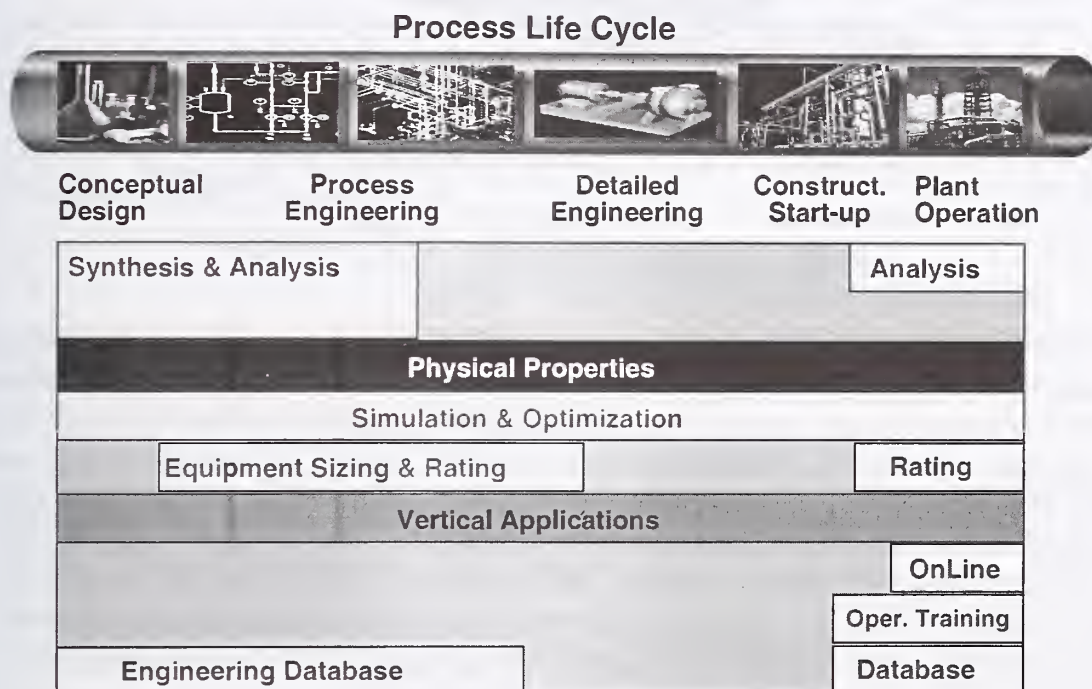 Process Life Cycle
Conceptual
Design
Process
Engineering
Detailed
Engineering
Construct.
Start-up
Plant
Operation
Synthesis & Analysis
Analysis
Physical Properties
Simulation & Optimization
Equipment Sizing & Rating
Rating
Vertical Applications
OnLine
Oper. Training
Engineering Database
Database